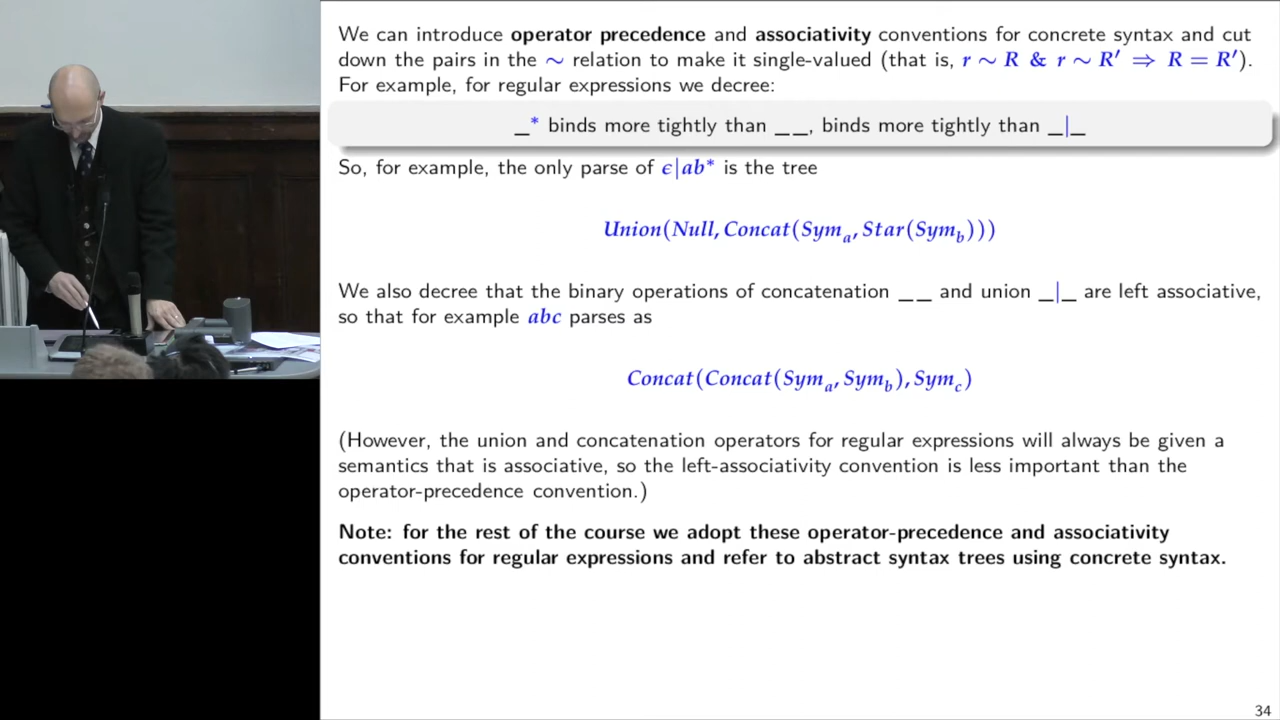 We can introduce operator precedence and associativity conventions for concrete syntax and cut
down the pairs in the ∼ relation to make it single-valued (that is, r ∼ R & r ∼ R′ ⇒ R = R′).
For example, for regular expressions we decree:
_* binds more tightly than _ _, binds more tightly than _|_
So, for example, the only parse of ϵ|ab* is the tree
Union(Null, Concat(Symₐ, Star(Sym_b)))
We also decree that the binary operations of concatenation _ _ and union _|_ are left associative,
so that for example abc parses as
Concat(Concat(Symₐ, Sym_b), Sym_c)
(However, the union and concatenation operators for regular expressions will always be given a
semantics that is associative, so the left-associativity convention is less important than the
operator-precedence convention.)
Note: for the rest of the course we adopt these operator-precedence and associativity
conventions for regular expressions and refer to abstract syntax trees using concrete syntax.
34